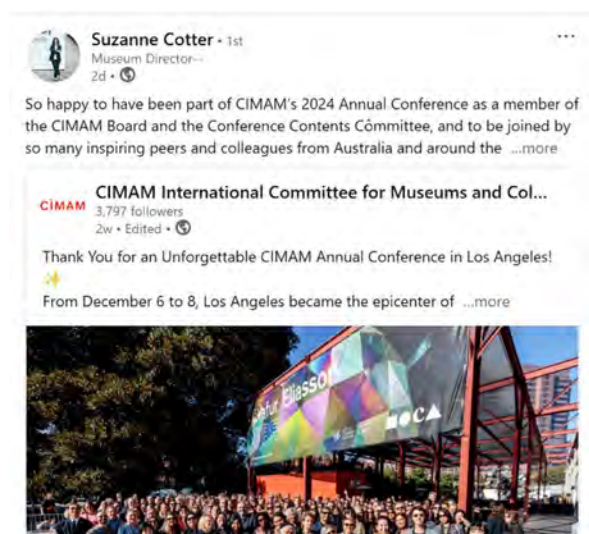 Suzanne Cotter • 1st
Museum Director--
2d •
So happy to have been part of CIMAM's 2024 Annual Conference as a member of
the CIMAM Board and the Conference Contents Committee, and to be joined by
so many inspiring peers and colleagues from Australia and around the ...more
CIMAM
CIMAM International Committee for Museums and Col...
3,797 followers
2w • Edited •
Thank You for an Unforgettable CIMAM Annual Conference in Los Angeles!
✨
From December 6 to 8, Los Angeles became the epicenter of ...more
Eliasson
MOCA